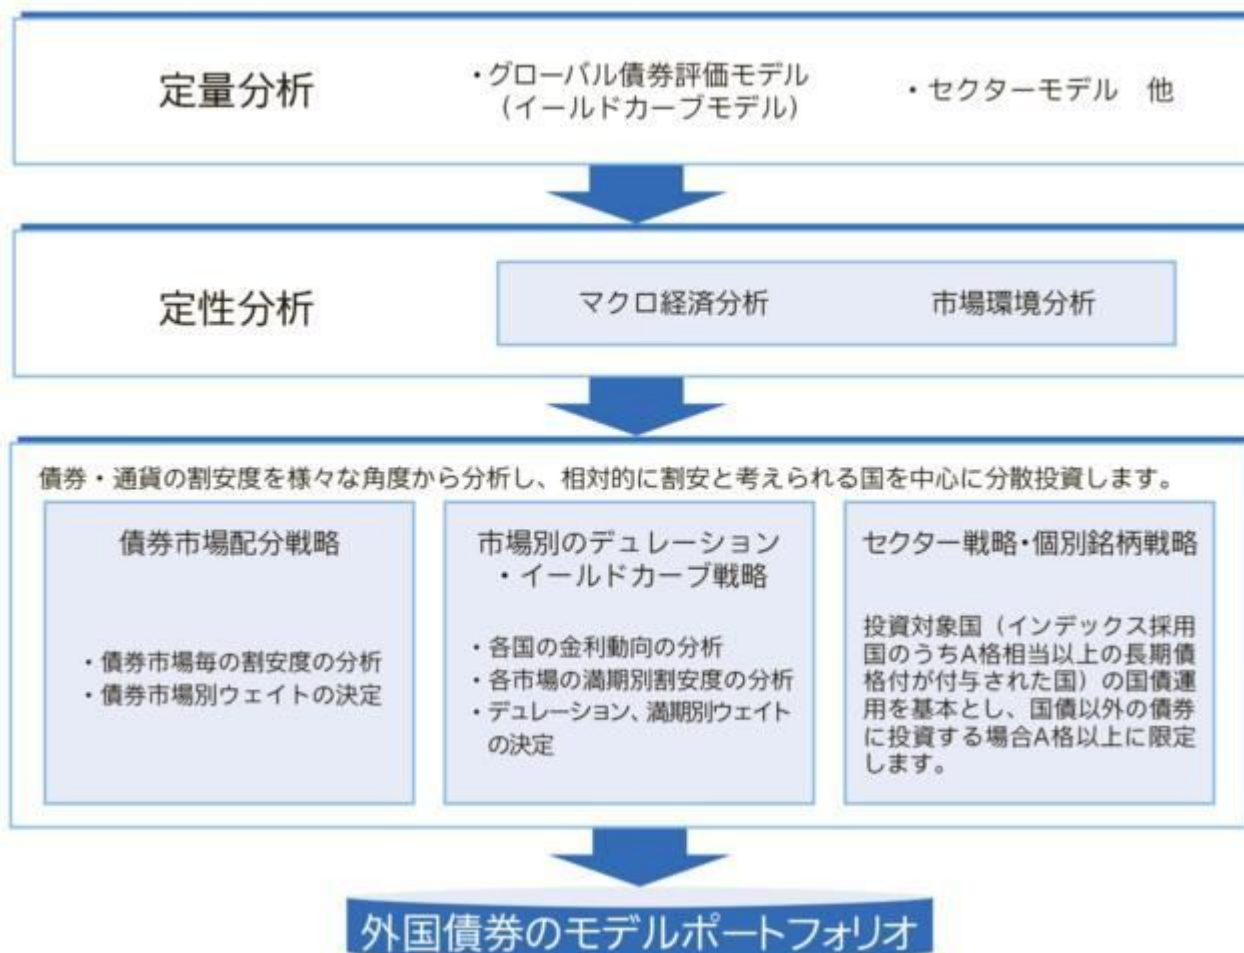 定量分析
・グローバル債券評価モデル
（イールドカーブモデル）
・セクターモデル　他
定性分析
マクロ経済分析
市場環境分析
債券・通貨の割安度を様々な角度から分析し、相対的に割安と考えられる国を中心に分散投資します。
債券市場配分戦略
・債券市場毎の割安度の分析
・債券市場別ウェイトの決定
市場別のデュレーション
・イールドカーブ戦略
・各国の金利動向の分析
・各市場の満期別割安度の分析
・デュレーション、満期別ウェイト
の決定
セクター戦略・個別銘柄戦略
投資対象国（インデックス採用
国のうちA格相当以上の長期債
格付が付与された国）の国債運
用を基本とし、国債以外の債券
に投資する場合A格以上に限定
します。
外国債券のモデルポートフォリオ